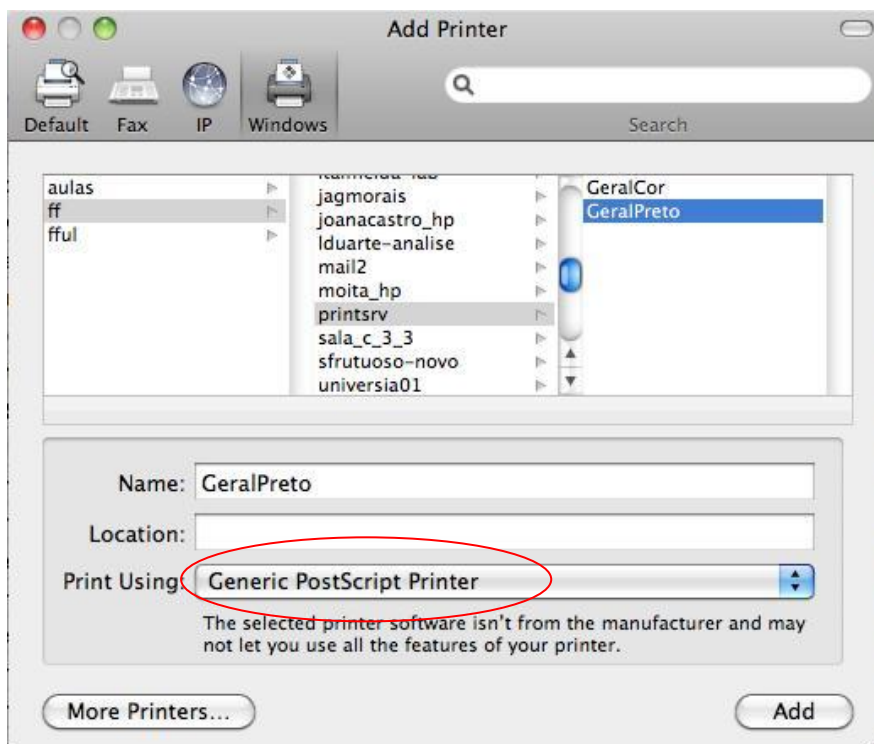 Add Printer
Default Fax IP Windows
Search
aulas
ff
fful
jagmorais
joanacastro_hp
lduarte-analise
mail2
moita_hp
printsrv
sala_c_3_3
sfrutuoso-novo
universia01
GeralCor
GeralPreto
Name: GeralPreto
Location:
Print Using: Generic PostScript Printer
The selected printer software isn't from the manufacturer and may
not let you use all the features of your printer.
More Printers... Add